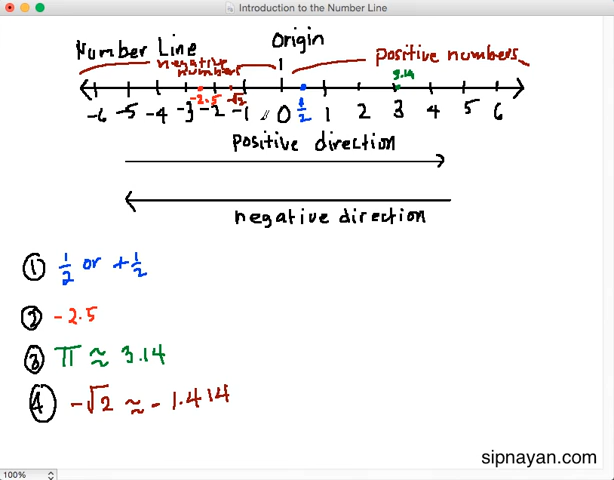 Introduction to the Number Line
Number Line
Origin
negative numbers
positive numbers
3.14
-6 -5 -4 -3 -2.5 -2 -√2 -1 0 1/2 1 2 3 4 5 6
positive direction
negative direction
① 1/2 or +1/2
② -2.5
③ π ≈ 3.14
④ -√2 ≈ -1.414
sipnayan.com
100%